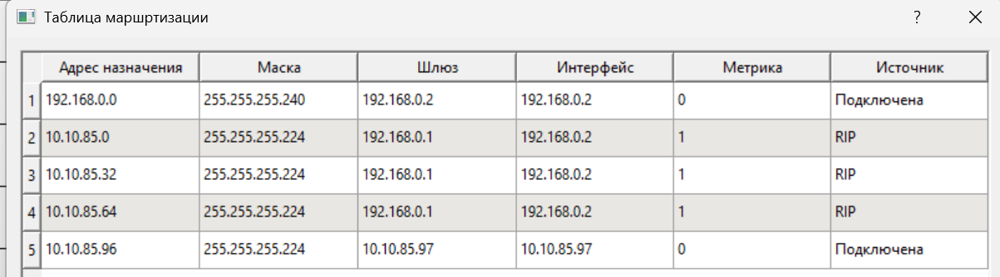 Таблица маршртизации
Адрес назначения Маска Шлюз Интерфейс Метрика Источник
1 192.168.0.0 255.255.255.240 192.168.0.2 192.168.0.2 0 Подключена
2 10.10.85.0 255.255.255.224 192.168.0.1 192.168.0.2 1 RIP
3 10.10.85.32 255.255.255.224 192.168.0.1 192.168.0.2 1 RIP
4 10.10.85.64 255.255.255.224 192.168.0.1 192.168.0.2 1 RIP
5 10.10.85.96 255.255.255.224 10.10.85.97 10.10.85.97 0 Подключена